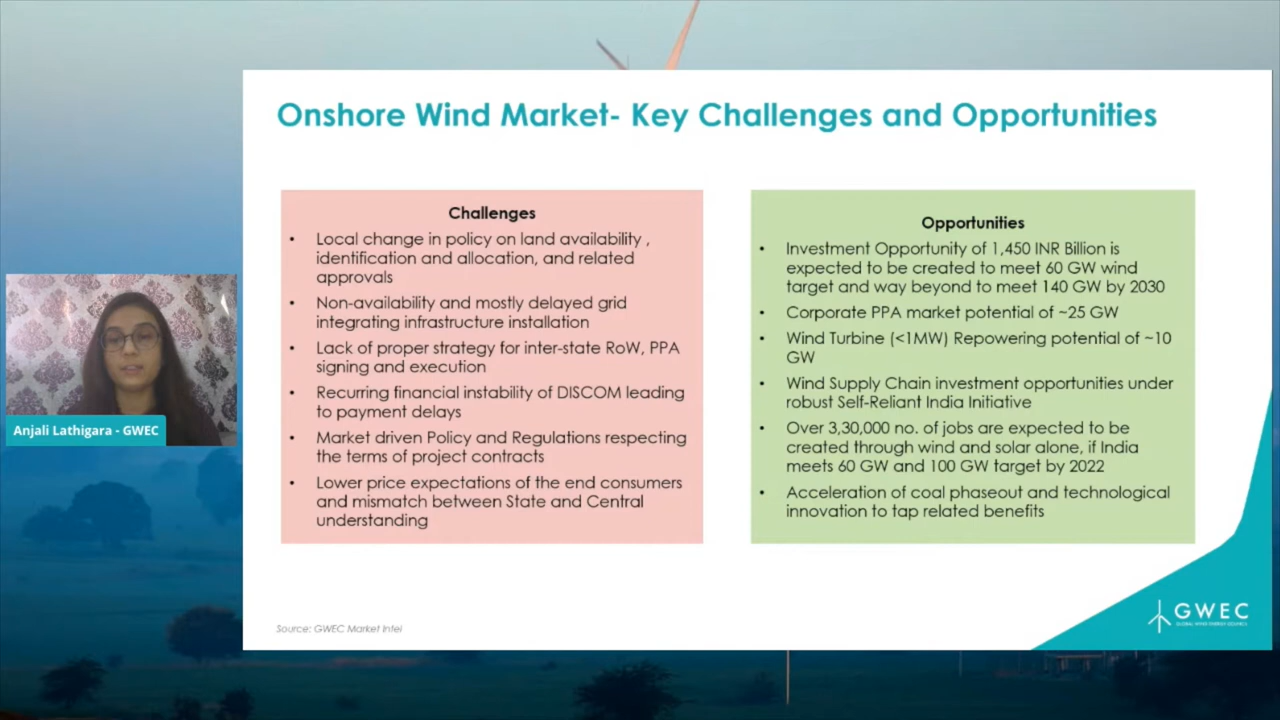 Onshore Wind Market- Key Challenges and Opportunities
Challenges
• Local change in policy on land availability ,
identification and allocation, and related
approvals
• Non-availability and mostly delayed grid
integrating infrastructure installation
• Lack of proper strategy for inter-state RoW, PPA
signing and execution
• Recurring financial instability of DISCOM leading
to payment delays
• Market driven Policy and Regulations respecting
the terms of project contracts
• Lower price expectations of the end consumers
and mismatch between State and Central
understanding
Opportunities
• Investment Opportunity of 1,450 INR Billion is
expected to be created to meet 60 GW wind
target and way beyond to meet 140 GW by 2030
• Corporate PPA market potential of ~25 GW
• Wind Turbine (<1MW) Repowering potential of ~10
GW
• Wind Supply Chain investment opportunities under
robust Self-Reliant India Initiative
• Over 3,30,000 no. of jobs are expected to be
created through wind and solar alone, if India
meets 60 GW and 100 GW target by 2022
• Acceleration of coal phaseout and technological
innovation to tap related benefits
Anjali Lathigara - GWEC
Source: GWEC Market Intel
GWEC
GLOBAL WIND ENERGY COUNCIL